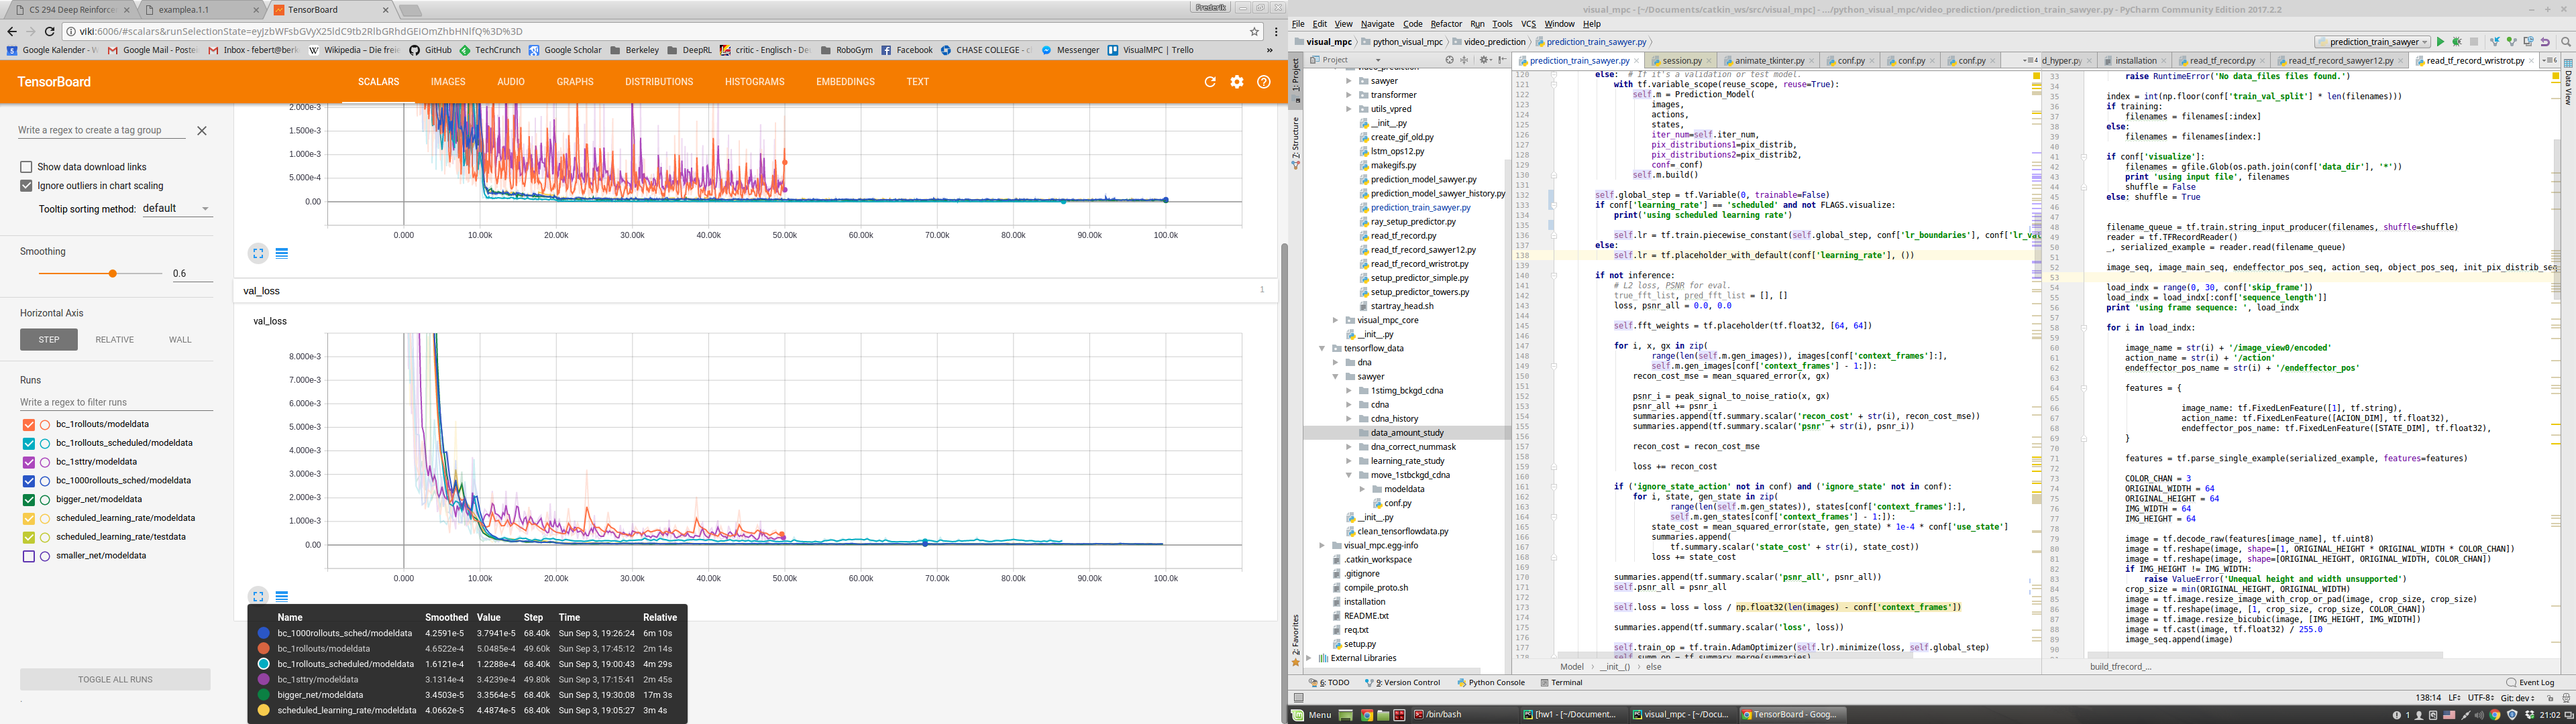 CS 294 Deep Reinforce
examplea.1.1
TensorBoard
Frederik
viki:6006/#scalars&runSelectionState=eyJzbWFsbGVyX25ldC9tb2RlbGRhdGEiOmZhbHNlfQ%3D%3D
Google Kalender - W
Google Mail - Poste
Inbox - febert@berk
Wikipedia – Die frei
GitHub
TechCrunch
Google Scholar
Berkeley
DeepRL
critic - Englisch - De
RoboGym
Facebook
CHASE COLLEGE - c
Messenger
VisualMPC | Trello
TensorBoard
SCALARS
IMAGES
AUDIO
GRAPHS
DISTRIBUTIONS
HISTOGRAMS
EMBEDDINGS
TEXT
Write a regex to create a tag group
Show data download links
Ignore outliers in chart scaling
Tooltip sorting method: default
Smoothing
0.6
Horizontal Axis
STEP
RELATIVE
WALL
Runs
Write a regex to filter runs
bc_1rollouts/modeldata
bc_1rollouts_scheduled/modeldata
bc_1sttry/modeldata
bc_1000rollouts_sched/modeldata
bigger_net/modeldata
scheduled_learning_rate/modeldata
scheduled_learning_rate/testdata
smaller_net/modeldata
TOGGLE ALL RUNS
2.000e-3
1.500e-3
1.000e-3
5.000e-4
0.00
0.000 10.00k 20.00k 30.00k 40.00k 50.00k 60.00k 70.00k 80.00k 90.00k 100.0k
val_loss
1
val_loss
8.000e-3
7.000e-3
6.000e-3
5.000e-3
4.000e-3
3.000e-3
2.000e-3
1.000e-3
0.00
0.000 10.00k 20.00k 30.00k 40.00k 50.00k 60.00k 70.00k 80.00k 90.00k 100.0k
Name Smoothed Value Step Time Relative
bc_1000rollouts_sched/modeldata 4.2591e-5 3.7941e-5 68.40k Sun Sep 3, 19:26:24 6m 10s
bc_1rollouts/modeldata 4.6522e-4 5.0485e-4 49.60k Sun Sep 3, 17:45:12 2m 14s
bc_1rollouts_scheduled/modeldata 1.6121e-4 1.2288e-4 68.40k Sun Sep 3, 19:00:43 4m 29s
bc_1sttry/modeldata 3.1314e-4 3.4239e-4 49.80k Sun Sep 3, 17:15:41 2m 45s
bigger_net/modeldata 3.4503e-5 3.3564e-5 68.40k Sun Sep 3, 19:30:08 17m 3s
scheduled_learning_rate/modeldata 4.0662e-5 4.4874e-5 68.40k Sun Sep 3, 19:05:27 3m 4s
visual_mpc - [~/Documents/catkin_ws/src/visual_mpc] - .../python_visual_mpc/video_prediction/prediction_train_sawyer.py - PyCharm Community Edition 2017.2.2
File Edit View Navigate Code Refactor Run Tools VCS Window Help
visual_mpc
python_visual_mpc
video_prediction
prediction_train_sawyer.py
prediction_train_sawyer
Project
1: Project
7: Structure
2: Favorites
sawyer
transformer
utils_vpred
__init__.py
create_gif_old.py
lstm_ops12.py
makegifs.py
prediction_model_sawyer.py
prediction_model_sawyer_history.py
prediction_train_sawyer.py
ray_setup_predictor.py
read_tf_record.py
read_tf_record_sawyer12.py
read_tf_record_wristrot.py
setup_predictor_simple.py
setup_predictor_towers.py
startray_head.sh
visual_mpc_core
__init__.py
tensorflow_data
dna
sawyer
1stimg_bckgd_cdna
cdna
cdna_history
data_amount_study
dna_correct_nummask
learning_rate_study
move_1stbckgd_cdna
modeldata
conf.py
__init__.py
clean_tensorflowdata.py
visual_mpc.egg-info
.catkin_workspace
.gitignore
compile_proto.sh
installation
README.txt
req.txt
setup.py
External Libraries
prediction_train_sawyer.py
session.py
animate_tkinter.py
conf.py
conf.py
conf.py
120 else: # If it's a validation or test model.
121 with tf.variable_scope(reuse_scope, reuse=True):
122 self.m = Prediction_Model(
123 images,
124 actions,
125 states,
126 iter_num=self.iter_num,
127 pix_distributions1=pix_distrib,
128 pix_distributions2=pix_distrib2,
129 conf= conf)
130 self.m.build()
131
132 self.global_step = tf.Variable(0, trainable=False)
133 if conf['learning_rate'] == 'scheduled' and not FLAGS.visualize:
134 print('using scheduled learning rate')
135
136 self.lr = tf.train.piecewise_constant(self.global_step, conf['lr_boundaries'], conf['lr_val
137 else:
138 self.lr = tf.placeholder_with_default(conf['learning_rate'], ())
139
140 if not inference:
141 # L2 loss, PSNR for eval.
142 true_fft_list, pred_fft_list = [], []
143 loss, psnr_all = 0.0, 0.0
144
145 self.fft_weights = tf.placeholder(tf.float32, [64, 64])
146
147 for i, x, gx in zip(
148 range(len(self.m.gen_images)), images[conf['context_frames']:],
149 self.m.gen_images[conf['context_frames'] - 1:]):
150 recon_cost_mse = mean_squared_error(x, gx)
151
152 psnr_i = peak_signal_to_noise_ratio(x, gx)
153 psnr_all += psnr_i
154 summaries.append(tf.summary.scalar('recon_cost' + str(i), recon_cost_mse))
155 summaries.append(tf.summary.scalar('psnr' + str(i), psnr_i))
156
157 recon_cost = recon_cost_mse
158
159 loss += recon_cost
160
161 if ('ignore_state_action' not in conf) and ('ignore_state' not in conf):
162 for i, state, gen_state in zip(
163 range(len(self.m.gen_states)), states[conf['context_frames']:],
164 self.m.gen_states[conf['context_frames'] - 1:]):
165 state_cost = mean_squared_error(state, gen_state) * 1e-4 * conf['use_state']
166 summaries.append(
167 tf.summary.scalar('state_cost' + str(i), state_cost))
168 loss += state_cost
169
170 summaries.append(tf.summary.scalar('psnr_all', psnr_all))
171 self.psnr_all = psnr_all
172
173 self.loss = loss = loss / np.float32(len(images) - conf['context_frames'])
174
175 summaries.append(tf.summary.scalar('loss', loss))
176
177 self.train_op = tf.train.AdamOptimizer(self.lr).minimize(loss, self.global_step)
178 self.summ_op = tf.summary.merge(summaries)
Model
__init__()
else
d_hyper.py
installation
read_tf_record.py
read_tf_record_sawyer12.py
read_tf_record_wristrot.py
33 raise RuntimeError('No data_files files found.')
34
35 index = int(np.floor(conf['train_val_split'] * len(filenames)))
36 if training:
37 filenames = filenames[:index]
38 else:
39 filenames = filenames[index:]
40
41 if conf['visualize']:
42 filenames = gfile.Glob(os.path.join(conf['data_dir'], '*'))
43 print 'using input file', filenames
44 shuffle = False
45 else: shuffle = True
46
47
48 filename_queue = tf.train.string_input_producer(filenames, shuffle=shuffle)
49 reader = tf.TFRecordReader()
50 _, serialized_example = reader.read(filename_queue)
51
52 image_seq, image_main_seq, endeffector_pos_seq, action_seq, object_pos_seq, init_pix_distrib_seq
53
54 load_indx = range(0, 30, conf['skip_frame'])
55 load_indx = load_indx[:conf['sequence_length']]
56 print 'using frame sequence: ', load_indx
57
58 for i in load_indx:
59
60 image_name = str(i) + '/image_view0/encoded'
61 action_name = str(i) + '/action'
62 endeffector_pos_name = str(i) + '/endeffector_pos'
63
64 features = {
65
66 image_name: tf.FixedLenFeature([1], tf.string),
67 action_name: tf.FixedLenFeature([ACION_DIM], tf.float32),
68 endeffector_pos_name: tf.FixedLenFeature([STATE_DIM], tf.float32),
69 }
70
71 features = tf.parse_single_example(serialized_example, features=features)
72
73 COLOR_CHAN = 3
74 ORIGINAL_WIDTH = 64
75 ORIGINAL_HEIGHT = 64
76 IMG_WIDTH = 64
77 IMG_HEIGHT = 64
78
79 image = tf.decode_raw(features[image_name], tf.uint8)
80 image = tf.reshape(image, shape=[1, ORIGINAL_HEIGHT * ORIGINAL_WIDTH * COLOR_CHAN])
81 image = tf.reshape(image, shape=[ORIGINAL_HEIGHT, ORIGINAL_WIDTH, COLOR_CHAN])
82 if IMG_HEIGHT != IMG_WIDTH:
83 raise ValueError('Unequal height and width unsupported')
84 crop_size = min(ORIGINAL_HEIGHT, ORIGINAL_WIDTH)
85 image = tf.image.resize_image_with_crop_or_pad(image, crop_size, crop_size)
86 image = tf.reshape(image, [1, crop_size, crop_size, COLOR_CHAN])
87 image = tf.image.resize_bicubic(image, [IMG_HEIGHT, IMG_WIDTH])
88 image = tf.cast(image, tf.float32) / 255.0
89 image_seq.append(image)
90
build_tfrecord_...
Data View
6: TODO
9: Version Control
Python Console
Terminal
Event Log
138:14 LF÷ UTF-8÷ Git: dev÷
Menu
/bin/bash
[hw1 - [~/Document...
visual_mpc - [~/Docu...
TensorBoard - Goog...
1
21:02